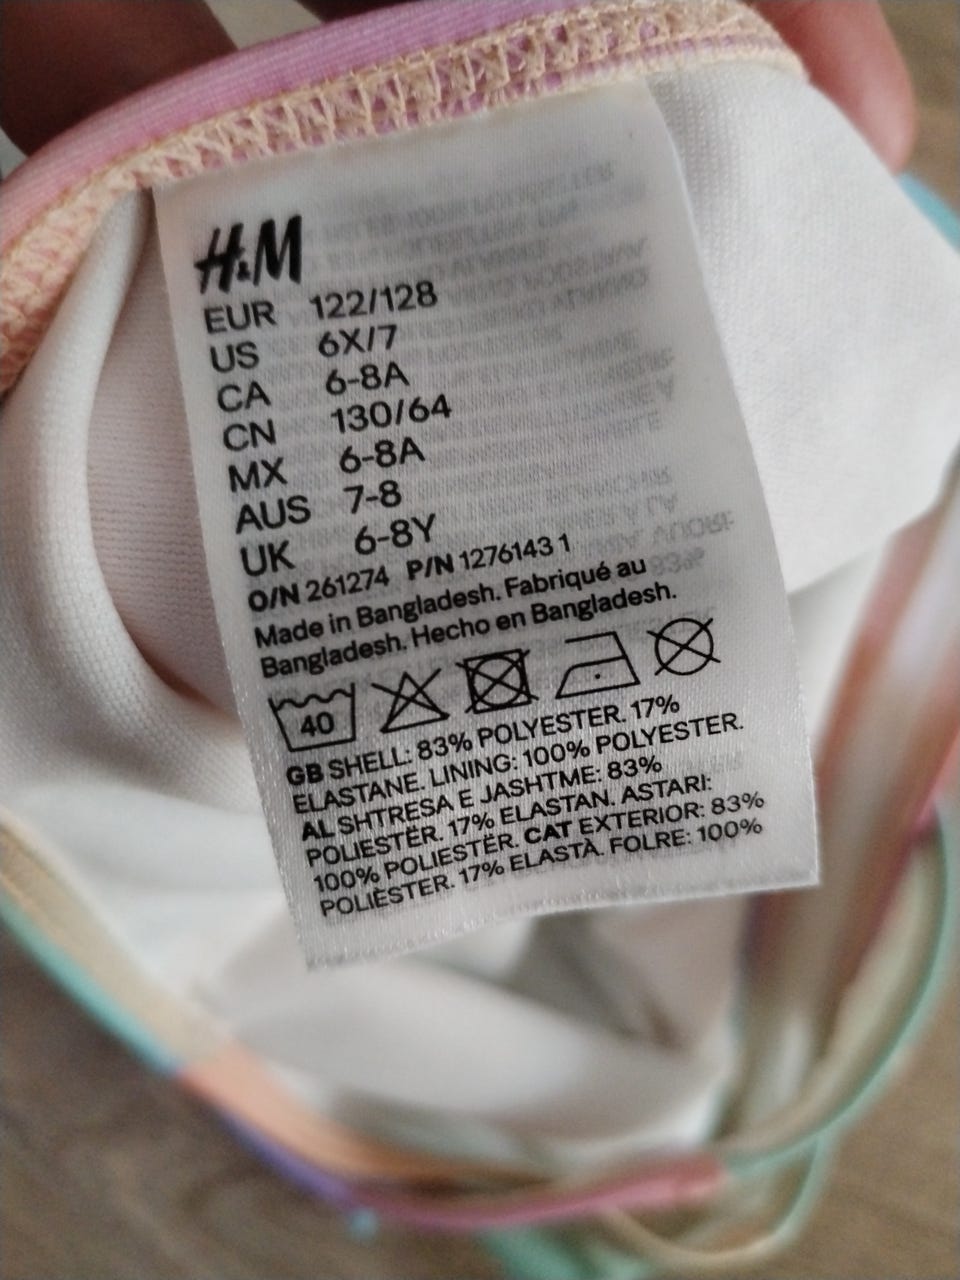 H&M
EUR 122/128
US 6X/7
CA 6-8A
CN 130/64
MX 6-8A
AUS 7-8
UK 6-8Y
O/N 261274 P/N 1276143 1
Made in Bangladesh. Fabriqué au
Bangladesh. Hecho en Bangladesh.
40
GB SHELL: 83% POLYESTER. 17%
ELASTANE. LINING: 100% POLYESTER.
AL SHTRESA E JASHTME: 83%
POLIESTËR. 17% ELASTAN. ASTARI:
100% POLIESTËR. CAT EXTERIOR: 83%
POLIÈSTER. 17% ELASTÀ. FOLRE: 100%